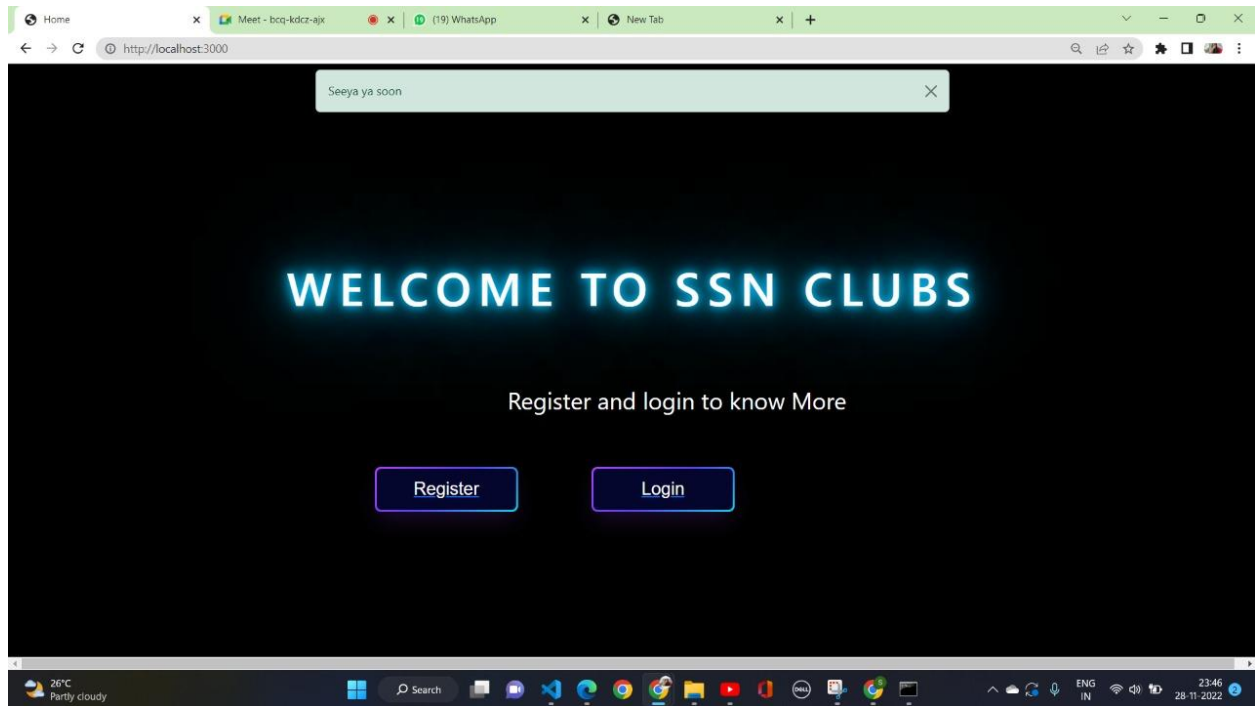 Home
Meet - bcq-kdcz-ajx
(19) WhatsApp
New Tab
http://localhost:3000
Seeya ya soon
WELCOME TO SSN CLUBS
Register and login to know More
Register
Login
26°C
Partly cloudy
Search
DELL
ENG
IN
23:46
28-11-2022
2